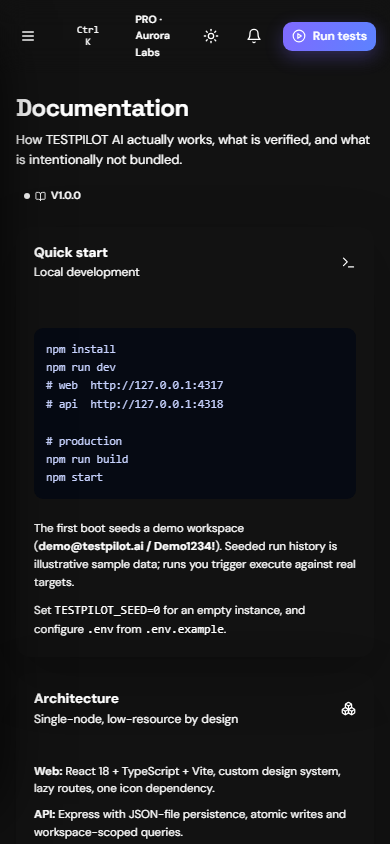 Ctrl
K
PRO ·
Aurora
Labs
Run tests
Documentation
How TESTPILOT AI actually works, what is verified, and what
is intentionally not bundled.
V1.0.0
Quick start
Local development
npm install
npm run dev
# web  http://127.0.0.1:4317
# api  http://127.0.0.1:4318
# production
npm run build
npm start
The first boot seeds a demo workspace
(demo@testpilot.ai / Demo1234!). Seeded run history is
illustrative sample data; runs you trigger execute against real
targets.
Set TESTPILOT_SEED=0 for an empty instance, and
configure .env from .env.example.
Architecture
Single-node, low-resource by design
Web: React 18 + TypeScript + Vite, custom design system,
lazy routes, one icon dependency.
API: Express with JSON-file persistence, atomic writes and
workspace-scoped queries.